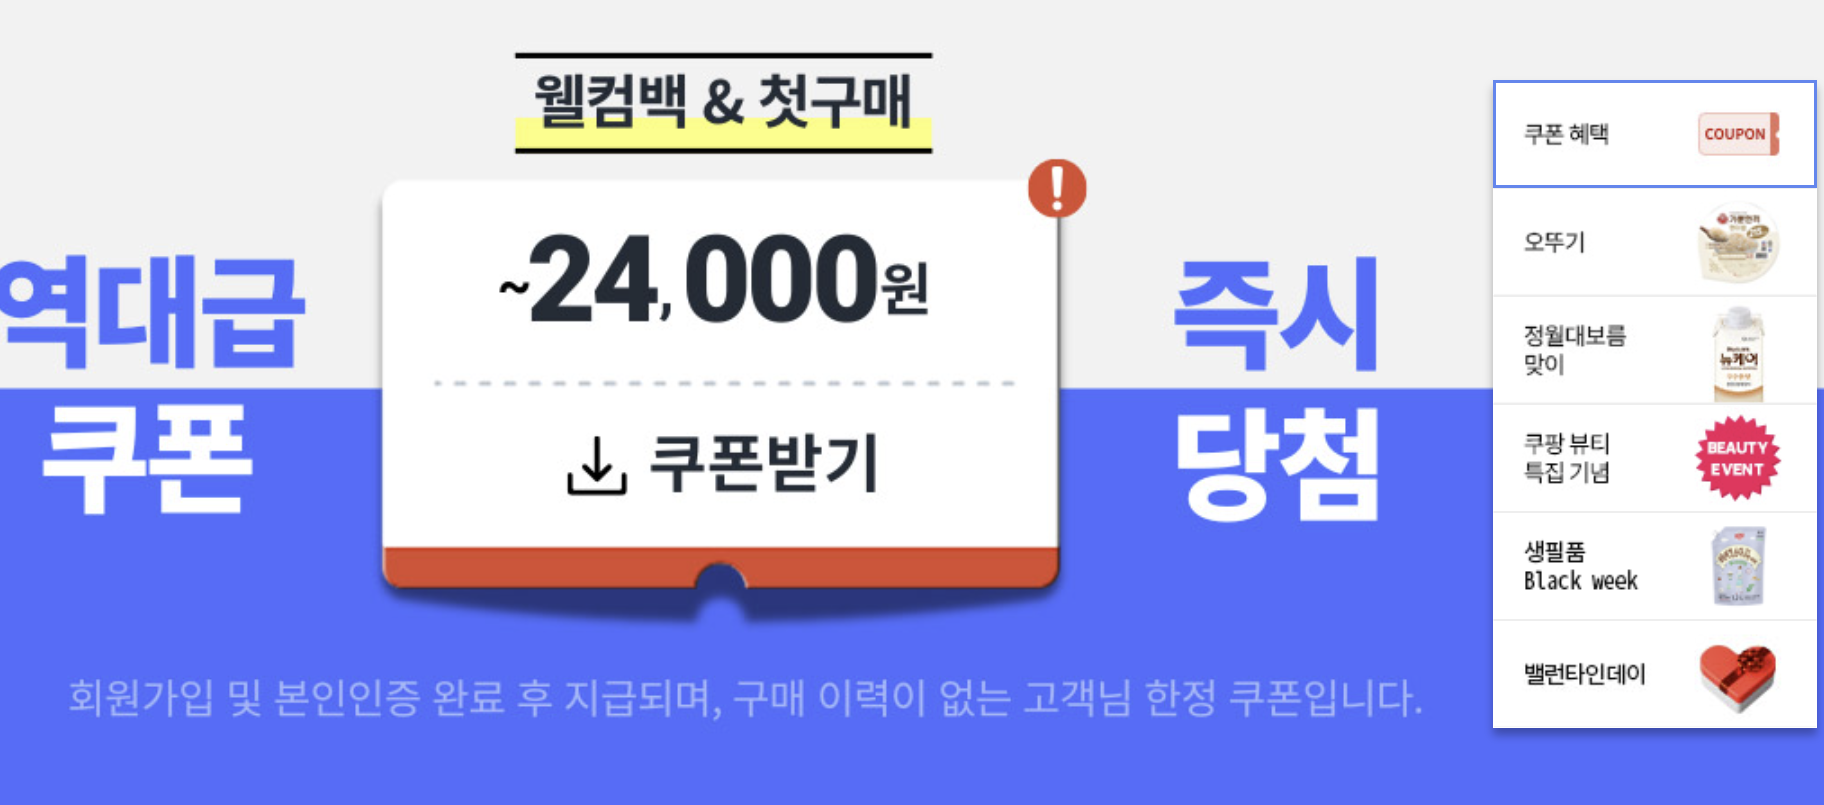 웰컴백 & 첫구매
역대급
쿠폰
~24,000원
쿠폰받기
즉시
당첨
회원가입 및 본인인증 완료 후 지급되며, 구매 이력이 없는 고객님 한정 쿠폰입니다.
쿠폰 혜택
COUPON
오뚜기
정월대보름
맞이
뉴케어
쿠팡 뷰티
특집 기념
BEAUTY
EVENT
생필품
Black week
밸런타인데이